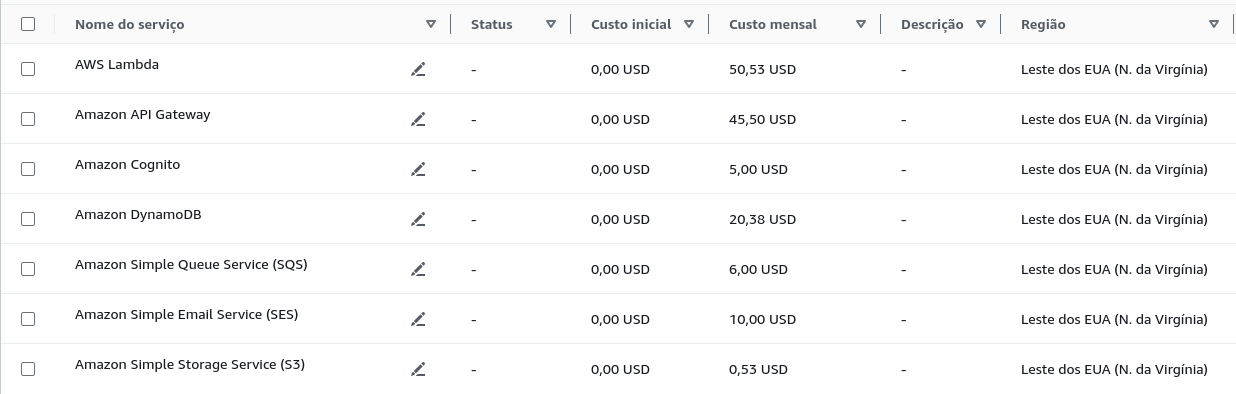 Nome do serviço Status Custo inicial Custo mensal Descrição Região
AWS Lambda - 0,00 USD 50,53 USD - Leste dos EUA (N. da Virgínia)
Amazon API Gateway - 0,00 USD 45,50 USD - Leste dos EUA (N. da Virgínia)
Amazon Cognito - 0,00 USD 5,00 USD - Leste dos EUA (N. da Virgínia)
Amazon DynamoDB - 0,00 USD 20,38 USD - Leste dos EUA (N. da Virgínia)
Amazon Simple Queue Service (SQS) - 0,00 USD 6,00 USD - Leste dos EUA (N. da Virgínia)
Amazon Simple Email Service (SES) - 0,00 USD 10,00 USD - Leste dos EUA (N. da Virgínia)
Amazon Simple Storage Service (S3) - 0,00 USD 0,53 USD - Leste dos EUA (N. da Virgínia)